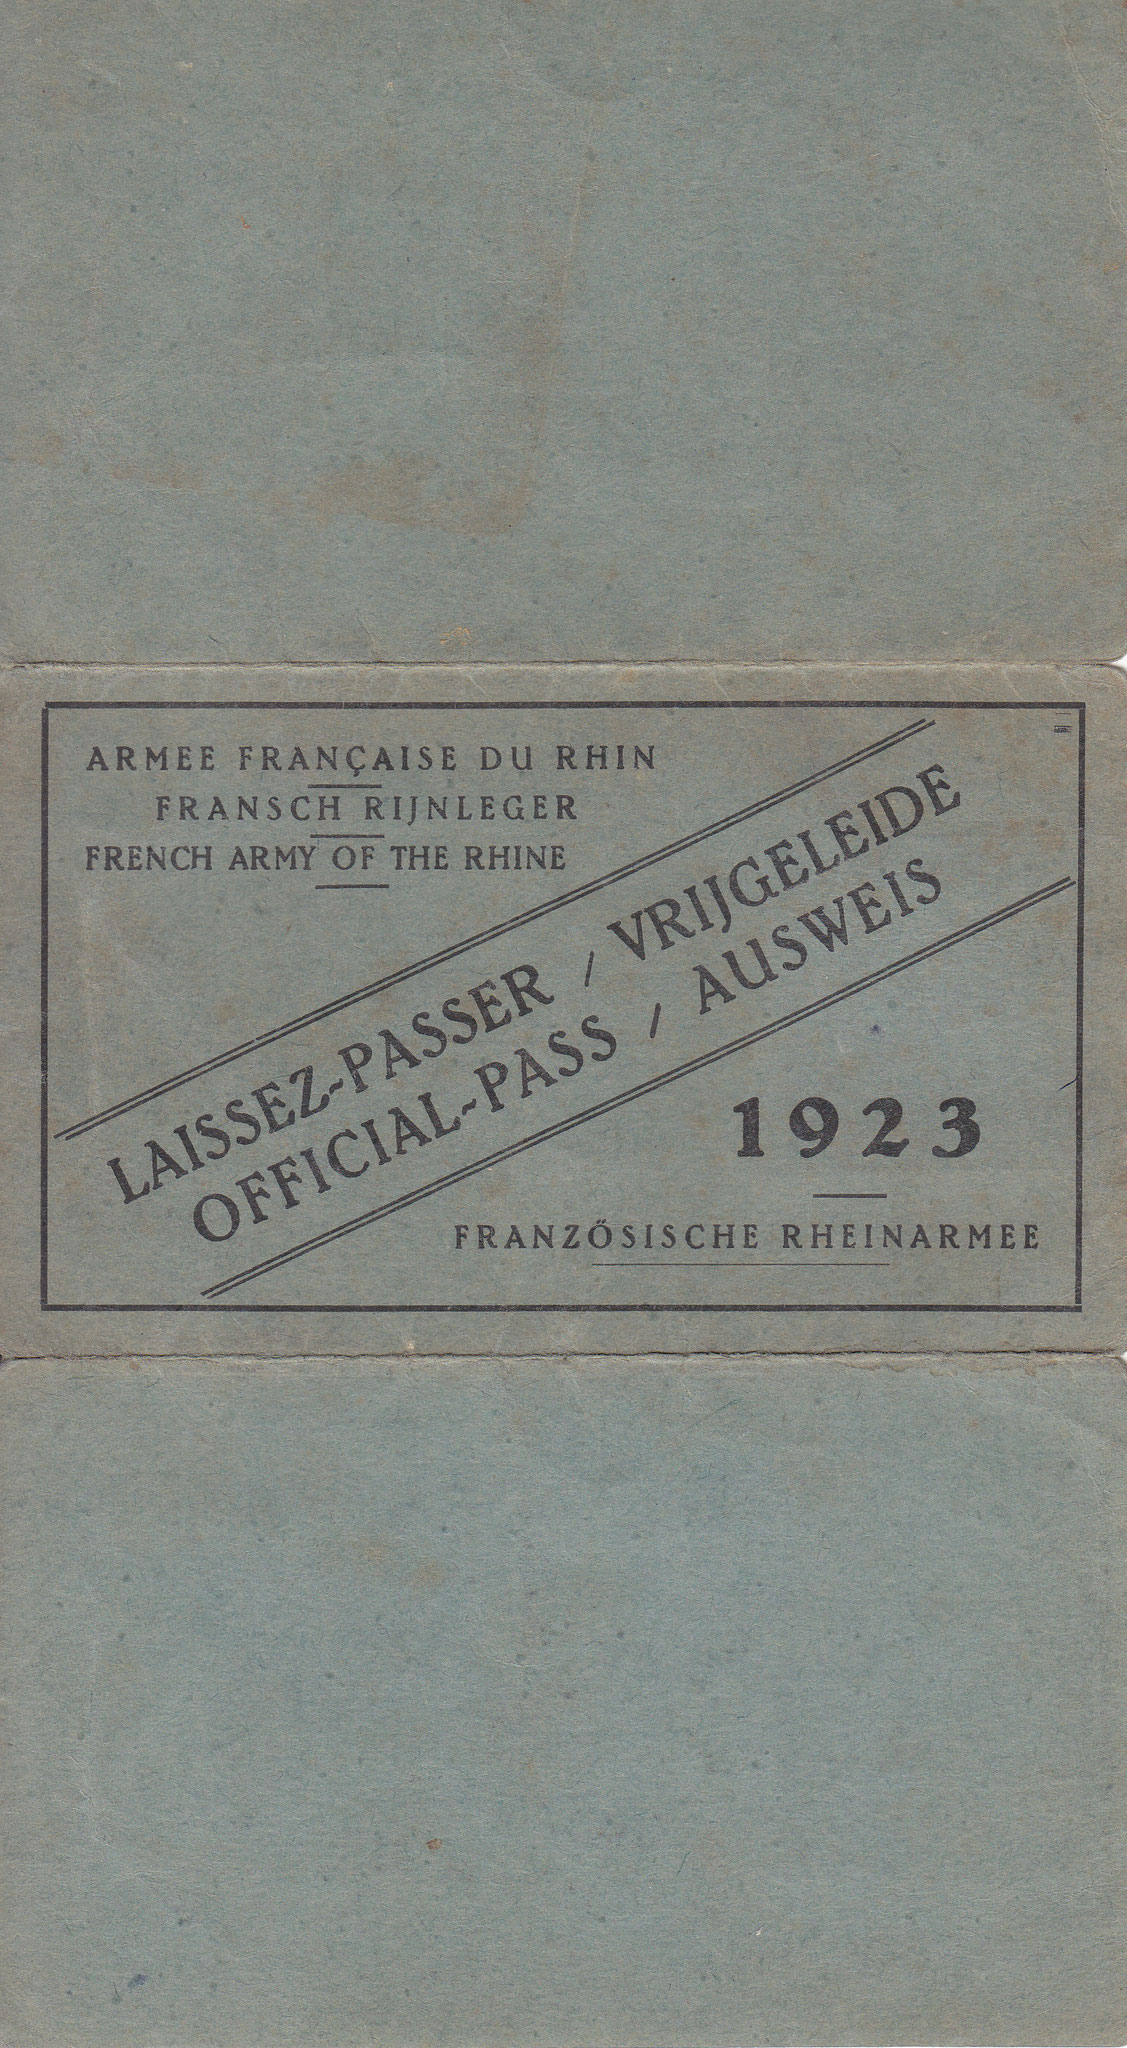 ARMEE FRANÇAISE DU RHIN
FRANSCH RIJNLEGER
FRENCH ARMY OF THE RHINE
LAISSEZ-PASSER / VRIJGELEIDE
OFFICIAL-PASS / AUSWEIS
1923
FRANZÖSISCHE RHEINARMEE